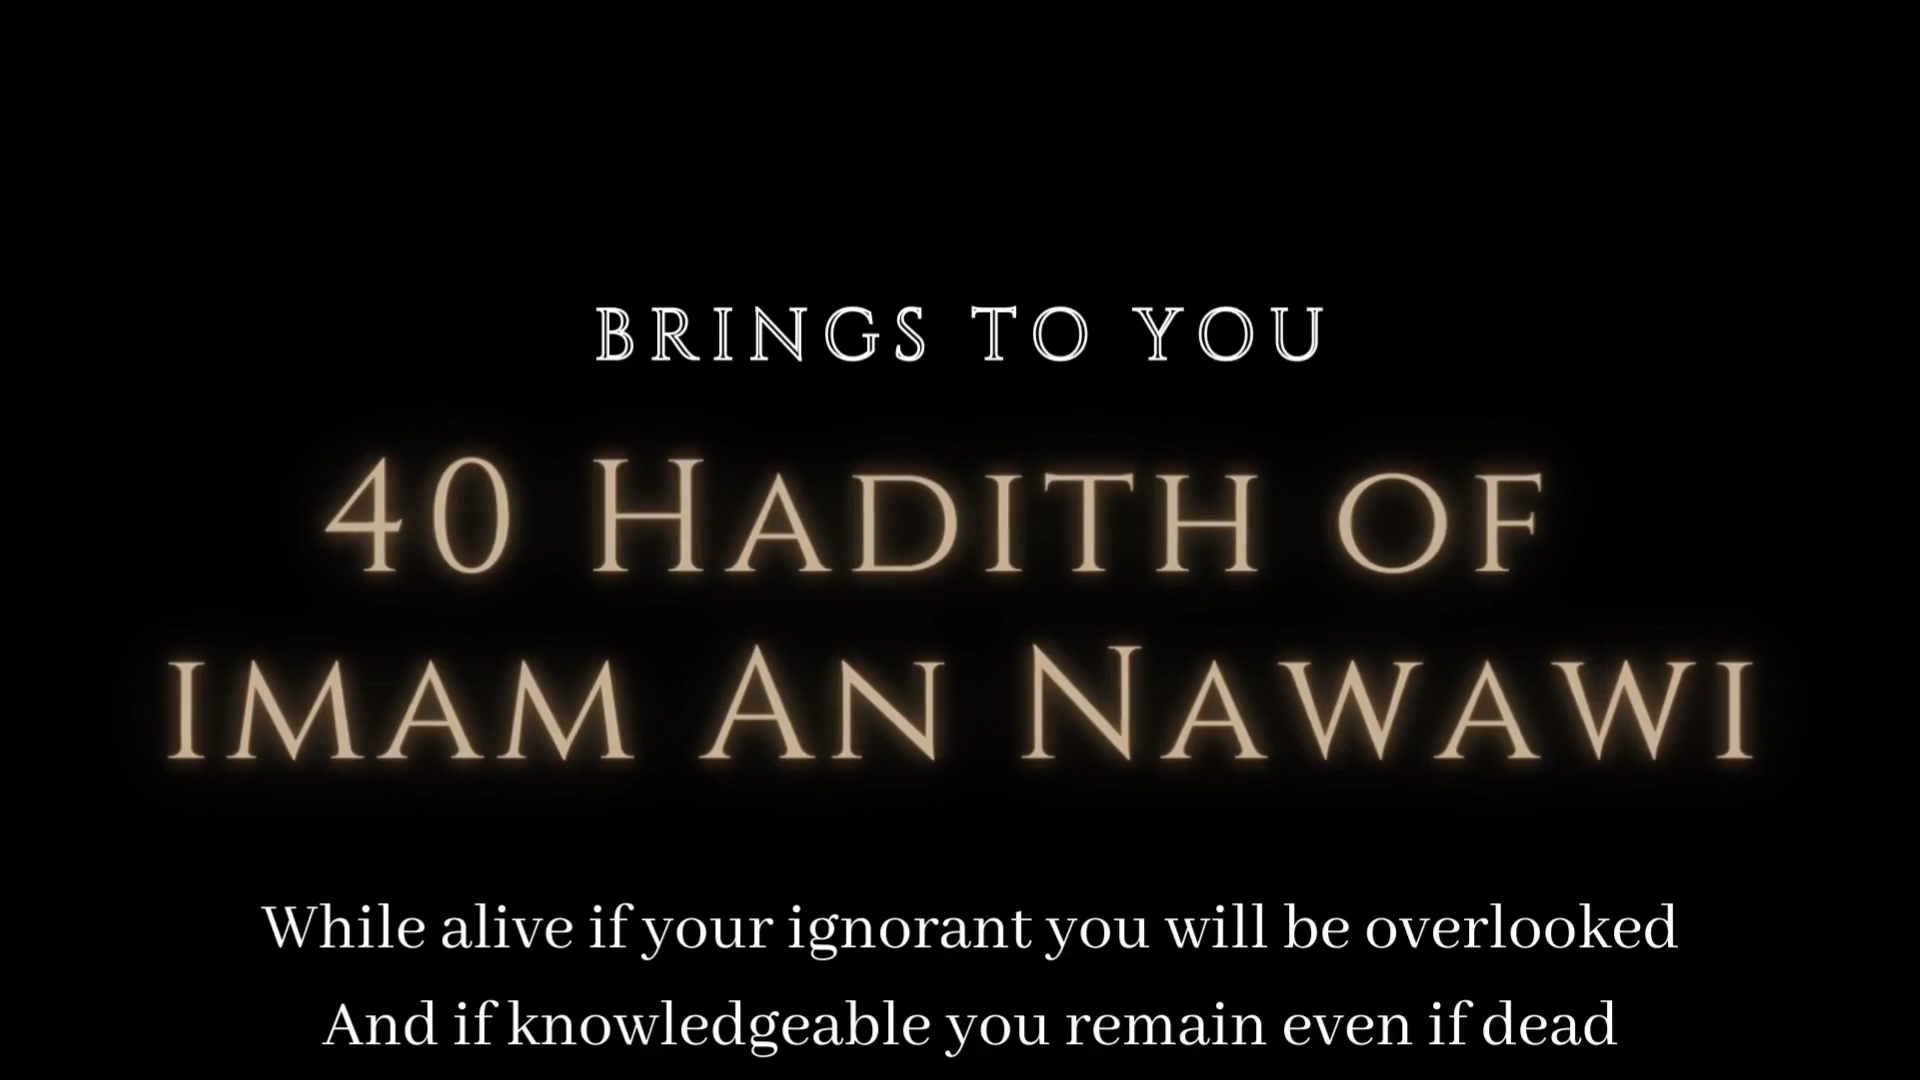 BRINGS TO YOU
40 HADITH OF
IMAM AN NAWAWI
While alive if your ignorant you will be overlooked
And if knowledgeable you remain even if dead